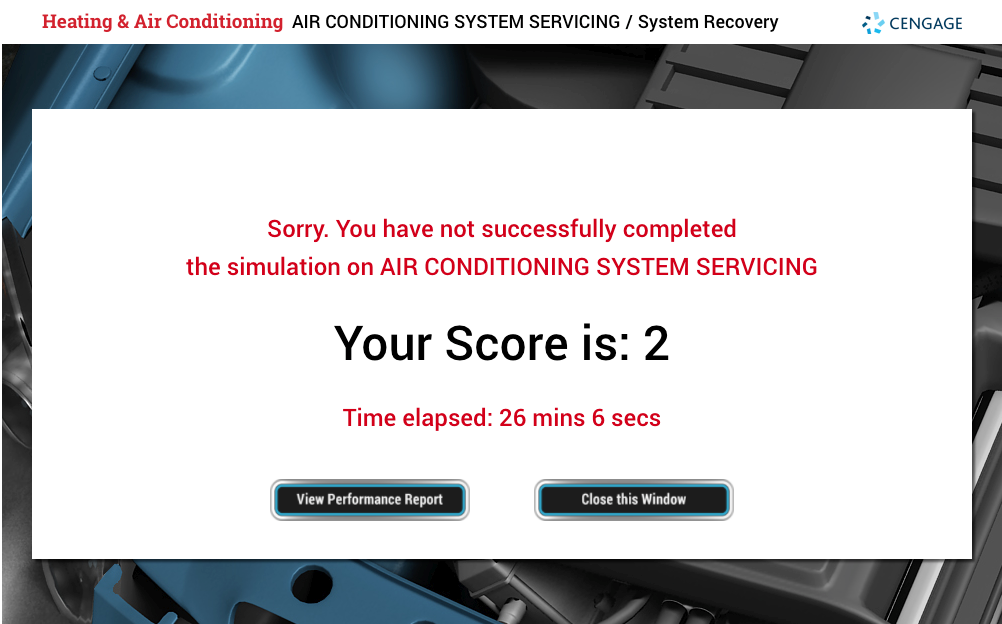 Heating & Air Conditioning AIR CONDITIONING SYSTEM SERVICING / System Recovery CENGAGE
Sorry. You have not successfully completed
the simulation on AIR CONDITIONING SYSTEM SERVICING
Your Score is: 2
Time elapsed: 26 mins 6 secs
View Performance Report Close this Window